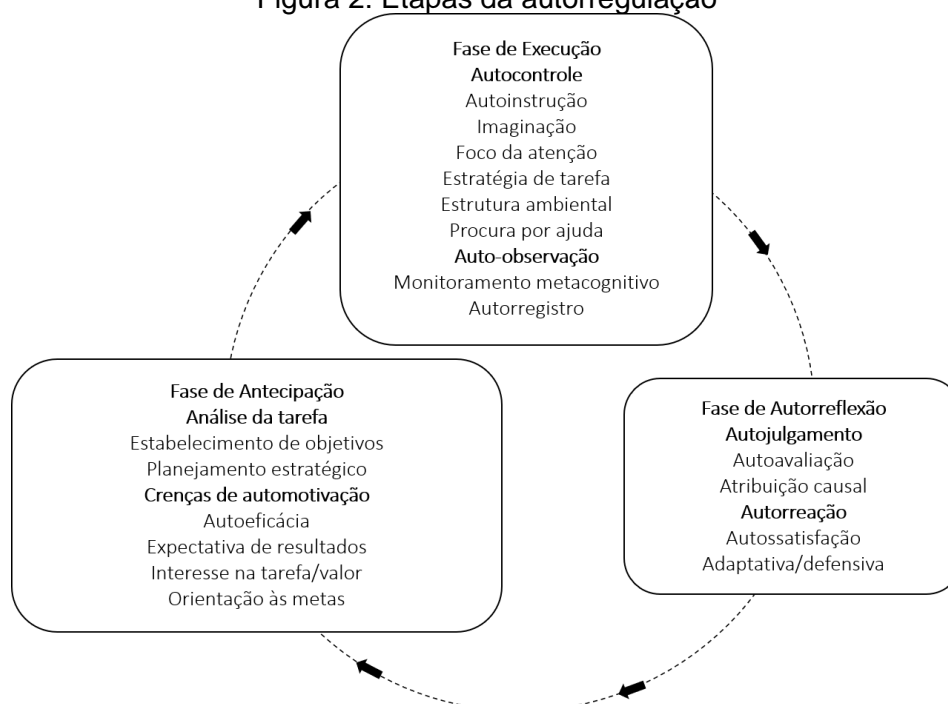 Figura 2. Etapas da autorregulação
Fase de Execução
Autocontrole
Autoinstrução
Imaginação
Foco da atenção
Estratégia de tarefa
Estrutura ambiental
Procura por ajuda
Auto-observação
Monitoramento metacognitivo
Autorregistro
Fase de Antecipação
Análise da tarefa
Estabelecimento de objetivos
Planejamento estratégico
Crenças de automotivação
Autoeficácia
Expectativa de resultados
Interesse na tarefa/valor
Orientação às metas
Fase de Autorreflexão
Autojulgamento
Autoavaliação
Atribuição causal
Autorreação
Autossatisfação
Adaptativa/defensiva